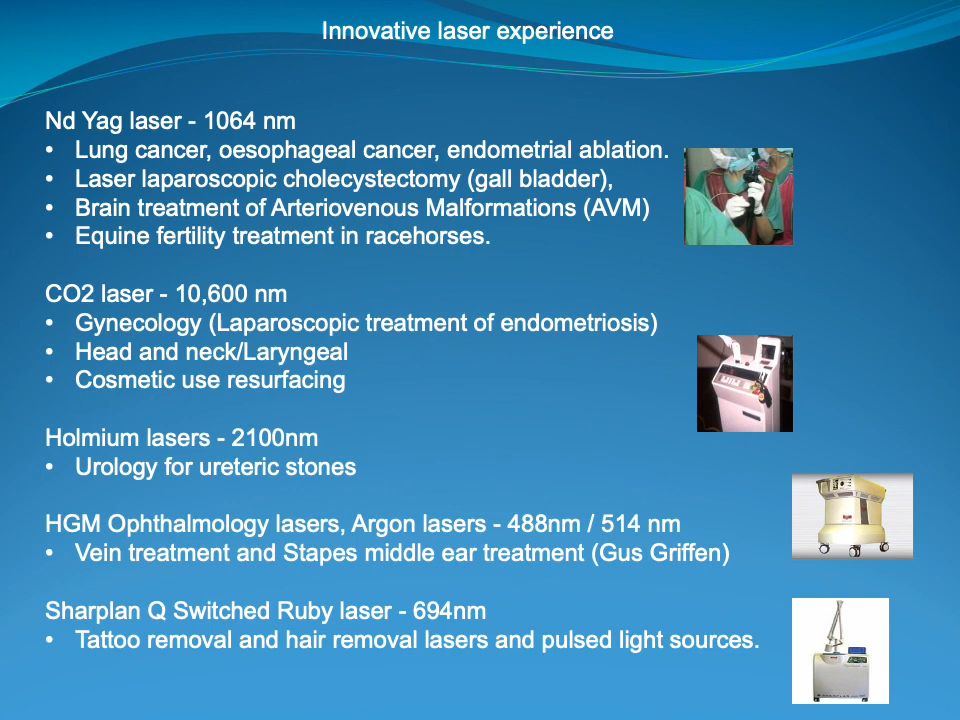 Innovative laser experience
Nd Yag laser - 1064 nm
• Lung cancer, oesophageal cancer, endometrial ablation.
• Laser laparoscopic cholecystectomy (gall bladder),
• Brain treatment of Arteriovenous Malformations (AVM)
• Equine fertility treatment in racehorses.
CO2 laser - 10,600 nm
• Gynecology (Laparoscopic treatment of endometriosis)
• Head and neck/Laryngeal
• Cosmetic use resurfacing
Holmium lasers - 2100nm
• Urology for ureteric stones
HGM Ophthalmology lasers, Argon lasers - 488nm / 514 nm
• Vein treatment and Stapes middle ear treatment (Gus Griffen)
Sharplan Q Switched Ruby laser - 694nm
• Tattoo removal and hair removal lasers and pulsed light sources.